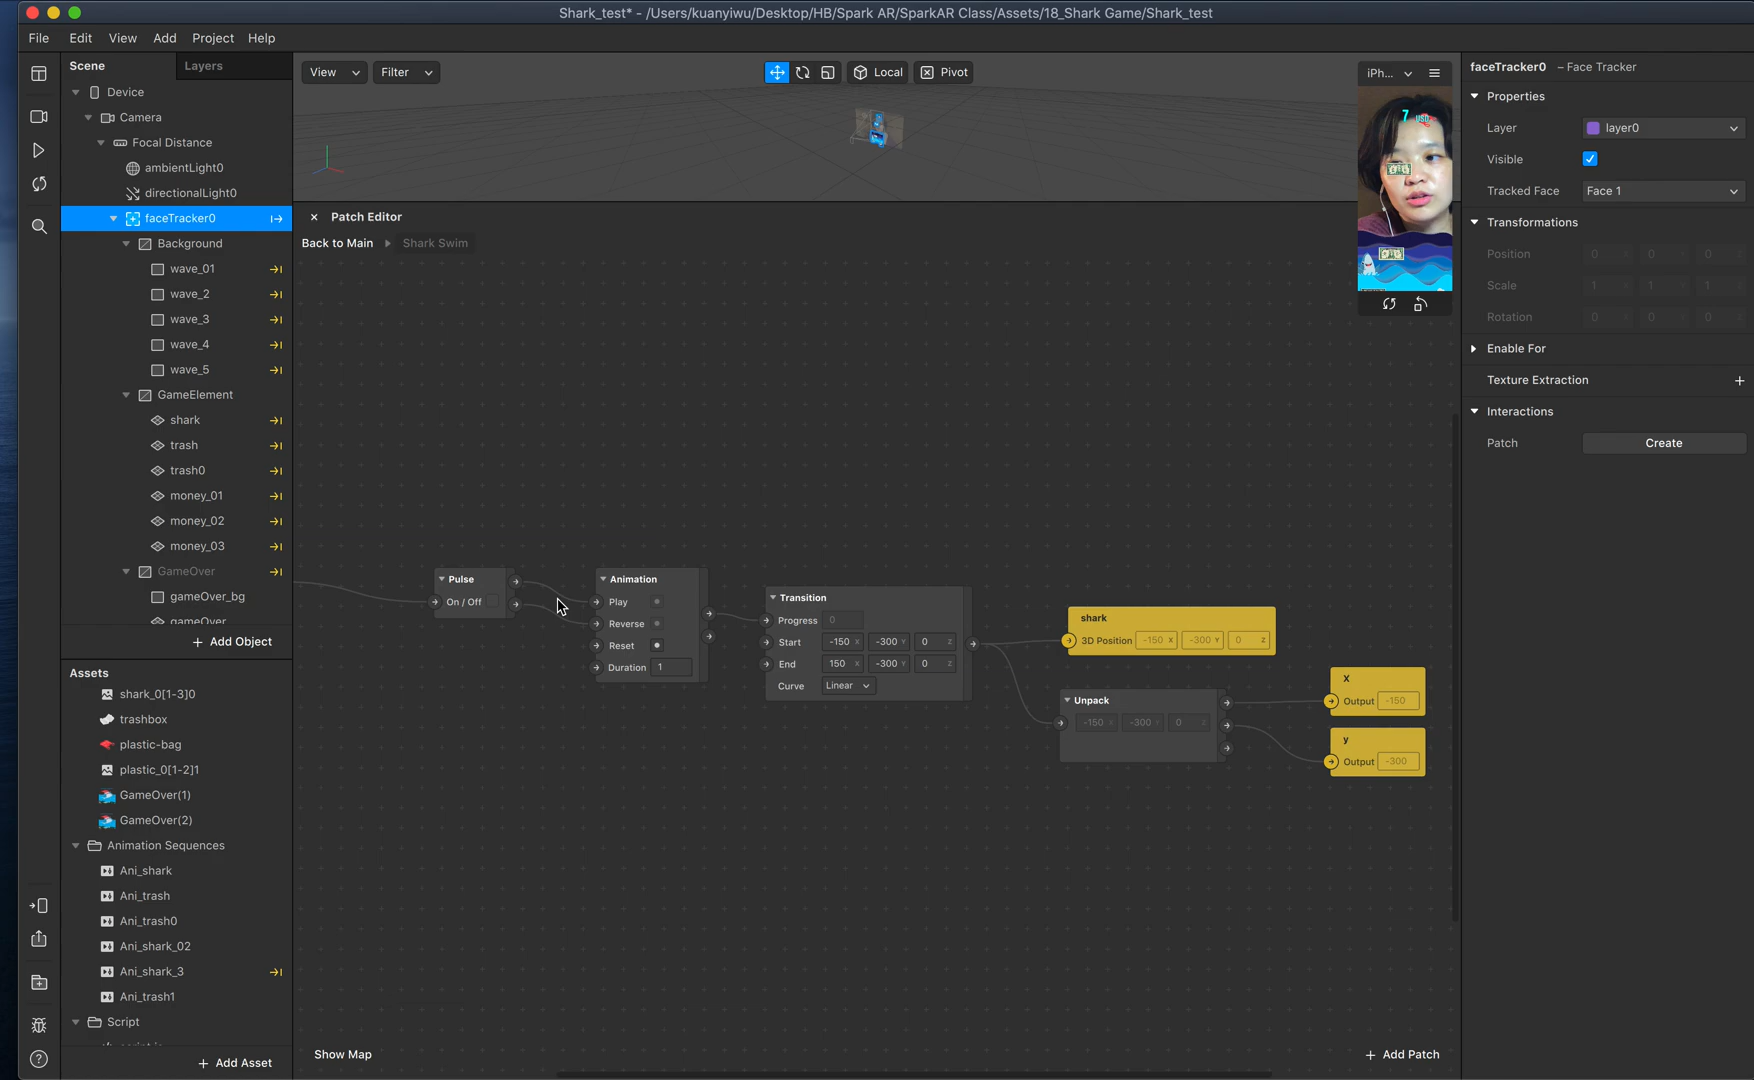 Shark_test* - /Users/kuanyiwu/Desktop/HB/Spark AR/SparkAR Class/Assets/18_Shark Game/Shark_test
File Edit View Add Project Help
Scene Layers
Device
Camera
Focal Distance
ambientLight0
directionalLight0
faceTracker0
Background
wave_01
wave_2
wave_3
wave_4
wave_5
GameElement
shark
trash
trash0
money_01
money_02
money_03
GameOver
gameOver_bg
gameOver
+ Add Object
Assets
shark_0[1-3]0
trashbox
plastic-bag
plastic_0[1-2]1
GameOver(1)
GameOver(2)
Animation Sequences
Ani_shark
Ani_trash
Ani_trash0
Ani_shark_02
Ani_shark_3
Ani_trash1
Script
+ Add Asset
View Filter Local Pivot
Patch Editor
Back to Main Shark Swim
Pulse
On / Off
Animation
Play
Reverse
Reset
Duration 1
Transition
Progress 0
Start -150 X -300 Y 0 Z
End 150 X -300 Y 0 Z
Curve Linear
shark
3D Position -150 X -300 Y 0 Z
Unpack
-150 X -300 Y 0 Z
X
Output -150
y
Output -300
Show Map
+ Add Patch
iPh...
7 USD
faceTracker0 – Face Tracker
Properties
Layer layer0
Visible
Tracked Face Face 1
Transformations
Position 0 0 0
Scale 1 1 1
Rotation 0 0 0
Enable For
Texture Extraction +
Interactions
Patch Create